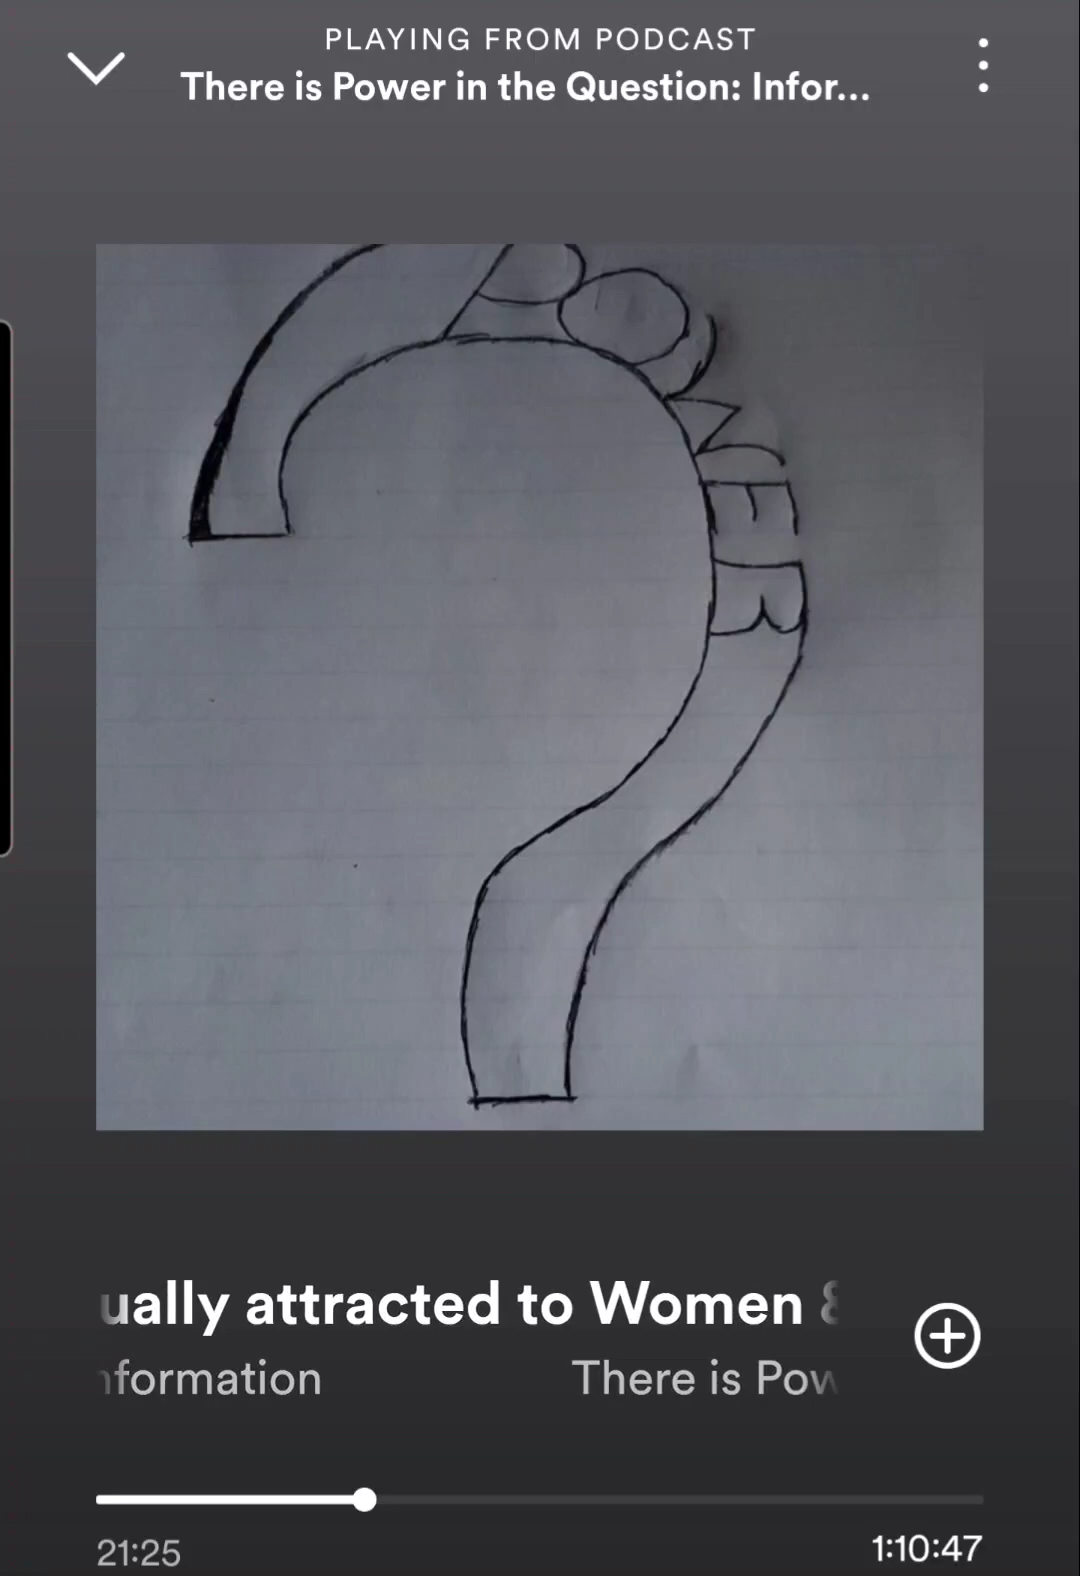 PLAYING FROM PODCAST
There is Power in the Question: Infor...
POWER
ually attracted to Women &
nformation There is Pow
21:25 1:10:47